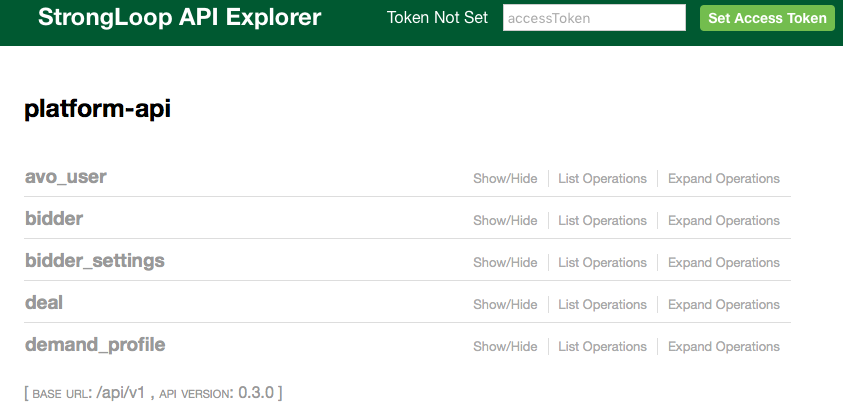 StrongLoop API Explorer Token Not Set accessToken Set Access Token
platform-api
avo_user Show/Hide List Operations Expand Operations
bidder Show/Hide List Operations Expand Operations
bidder_settings Show/Hide List Operations Expand Operations
deal Show/Hide List Operations Expand Operations
demand_profile Show/Hide List Operations Expand Operations
[ BASE URL: /api/v1 , API VERSION: 0.3.0 ]